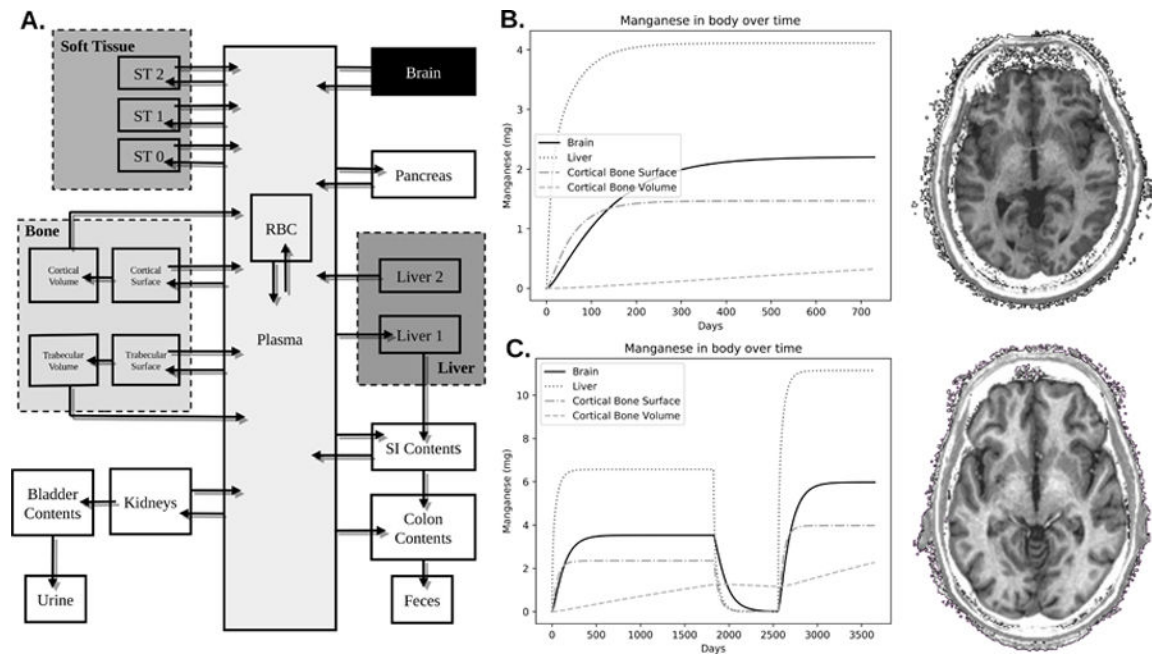 A.
Soft Tissue
ST 2
ST 1
ST 0
Bone
Cortical
Volume
Cortical
Surface
Trabecular
Volume
Trabecular
Surface
Bladder
Contents
Kidneys
Urine
RBC
Plasma
Brain
Pancreas
Liver 2
Liver 1
Liver
SI Contents
Colon
Contents
Feces
B.
Manganese in body over time
Manganese (mg)
4
3
2
1
0
Brain
Liver
Cortical Bone Surface
Cortical Bone Volume
0 100 200 300 400 500 600 700
Days
C.
Manganese in body over time
Manganese (mg)
10
8
6
4
2
0
Brain
Liver
Cortical Bone Surface
Cortical Bone Volume
0 500 1000 1500 2000 2500 3000 3500
Days